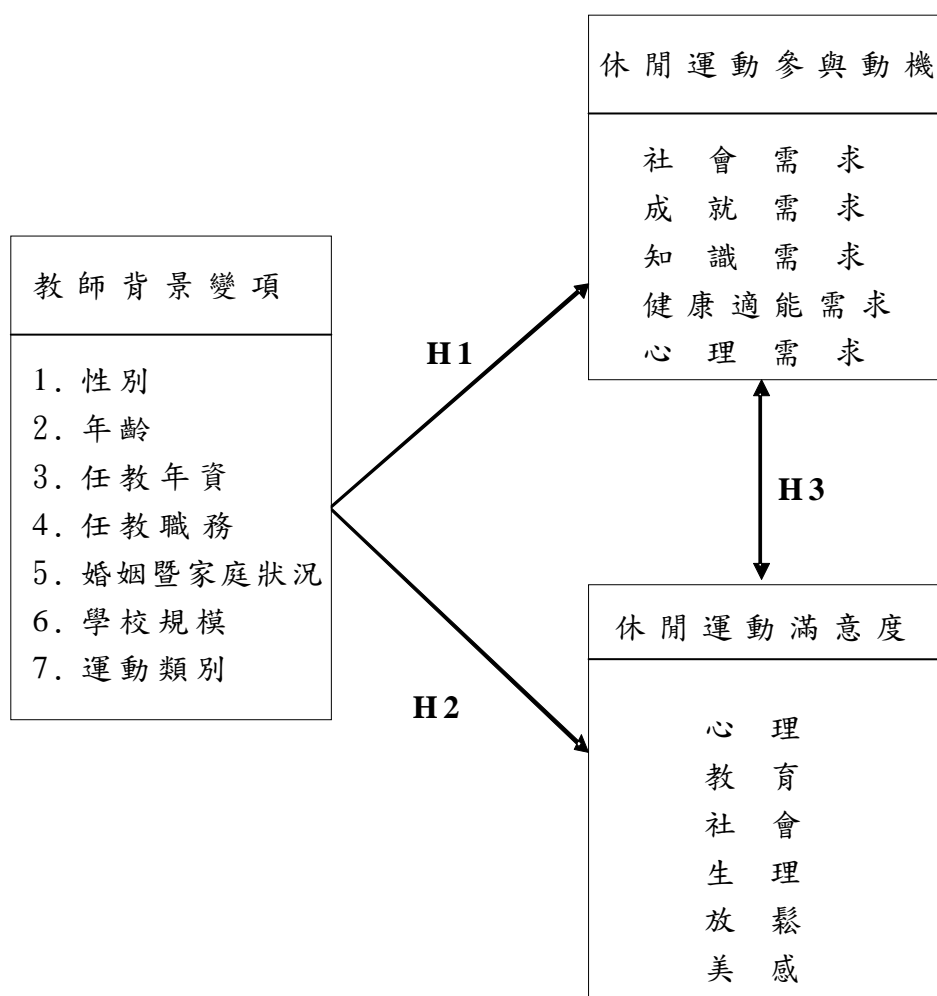 休閒運動參與動機
社會需求
成就需求
知識需求
健康適能需求
心理需求
教師背景變項
1. 性別
2. 年齡
3. 任教年資
4. 任教職務
5. 婚姻暨家庭狀況
6. 學校規模
7. 運動類別
H1
H2
H3
休閒運動滿意度
心理
教育
社會
生理
放鬆
美感